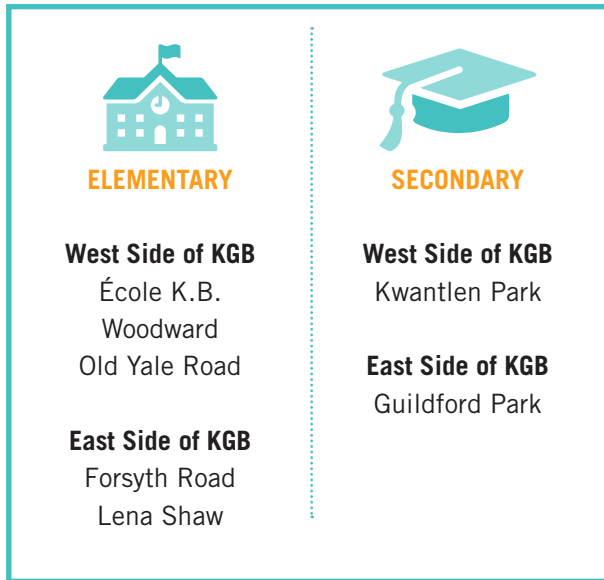 ELEMENTARY
West Side of KGB
École K.B.
Woodward
Old Yale Road
East Side of KGB
Forsyth Road
Lena Shaw
SECONDARY
West Side of KGB
Kwantlen Park
East Side of KGB
Guildford Park